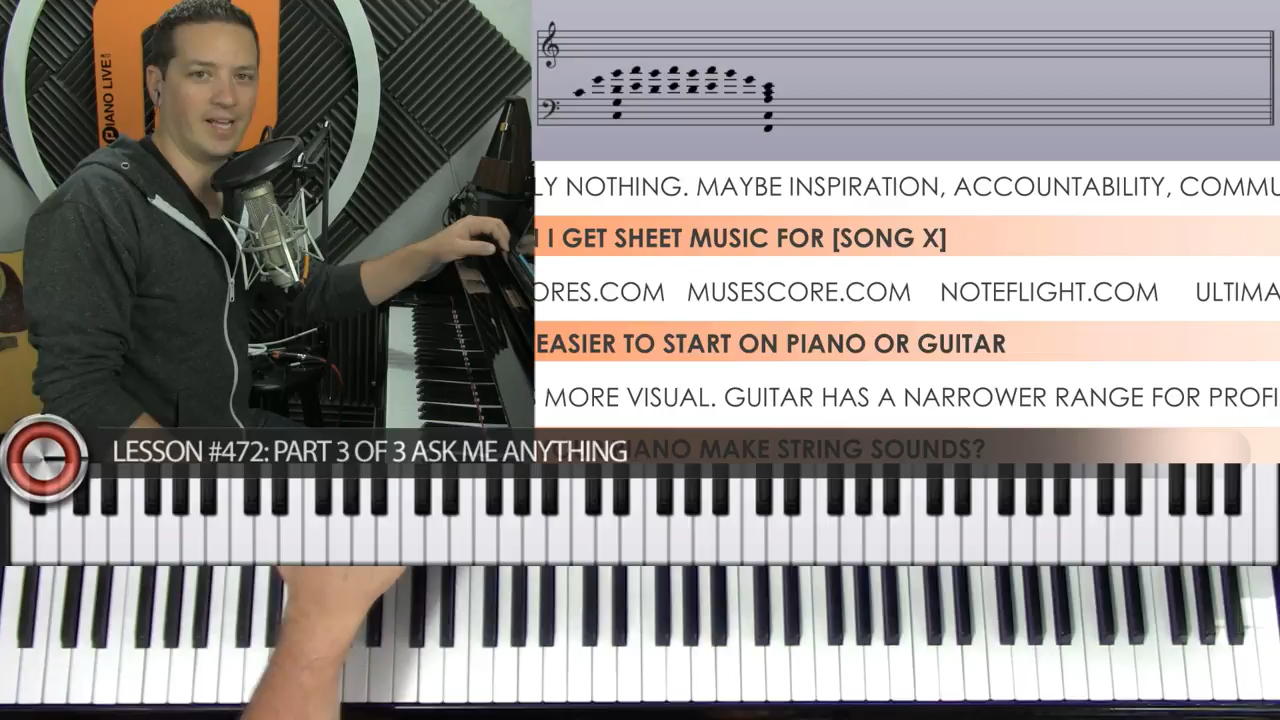 PIANO LIVE
LY NOTHING. MAYBE INSPIRATION, ACCOUNTABILITY, COMMU
I GET SHEET MUSIC FOR [SONG X]
ORES.COM MUSESCORE.COM NOTEFLIGHT.COM ULTIMA
EASIER TO START ON PIANO OR GUITAR
MORE VISUAL. GUITAR HAS A NARROWER RANGE FOR PROFI
IANO MAKE STRING SOUNDS?
LESSON #472: PART 3 OF 3 ASK ME ANYTHING